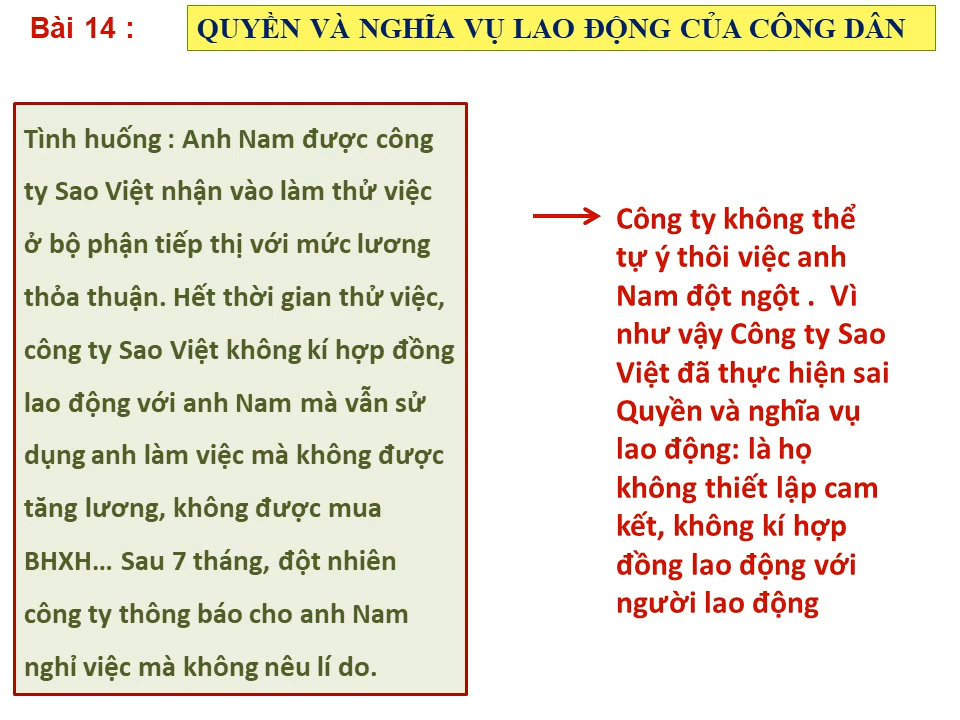 Bài 14 :
QUYỀN VÀ NGHĨA VỤ LAO ĐỘNG CỦA CÔNG DÂN
Tình huống : Anh Nam được công
ty Sao Việt nhận vào làm thử việc
ở bộ phận tiếp thị với mức lương
thỏa thuận. Hết thời gian thử việc,
công ty Sao Việt không kí hợp đồng
lao động với anh Nam mà vẫn sử
dụng anh làm việc mà không được
tăng lương, không được mua
BHXH... Sau 7 tháng, đột nhiên
công ty thông báo cho anh Nam
nghỉ việc mà không nêu lí do.
Công ty không thể
tự ý thôi việc anh
Nam đột ngột . Vì
như vậy Công ty Sao
Việt đã thực hiện sai
Quyền và nghĩa vụ
lao động: là họ
không thiết lập cam
kết, không kí hợp
đồng lao động với
người lao động